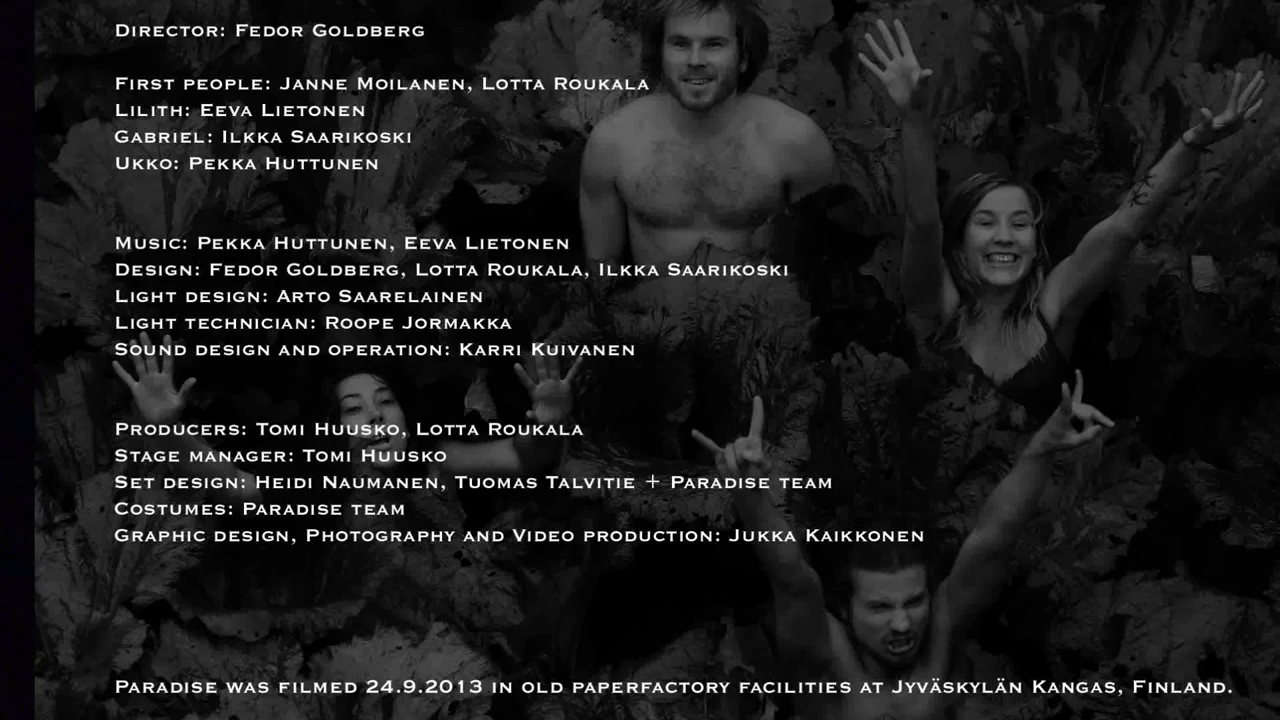 Director: Fedor Goldberg
First people: Janne Moilanen, Lotta Roukala
Lilith: Eeva Lietonen
Gabriel: Ilkka Saarikoski
Ukko: Pekka Huttunen
Music: Pekka Huttunen, Eeva Lietonen
Design: Fedor Goldberg, Lotta Roukala, Ilkka Saarikoski
Light design: Arto Saarelainen
Light technician: Roope Jormakka
Sound design and operation: Karri Kuivanen
Producers: Tomi Huusko, Lotta Roukala
Stage manager: Tomi Huusko
Set design: Heidi Naumanen, Tuomas Talvitie + Paradise team
Costumes: Paradise team
Graphic design, Photography and Video production: Jukka Kaikkonen
Paradise was filmed 24.9.2013 in old paperfactory facilities at Jyväskylän Kangas, Finland.